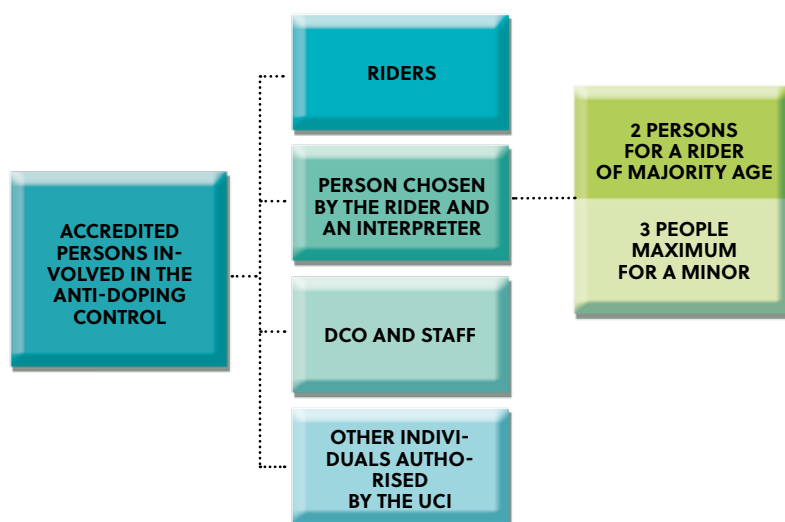 RIDERS
2 PERSONS
FOR A RIDER
OF MAJORITY AGE
PERSON CHOSEN
BY THE RIDER AND
AN INTERPRETER
ACCREDITED
PERSONS IN-
VOLVED IN THE
ANTI-DOPING
CONTROL
3 PEOPLE
MAXIMUM
FOR A MINOR
DCO AND STAFF
OTHER INDIVI-
DUALS AUTHO-
RISED
BY THE UCI